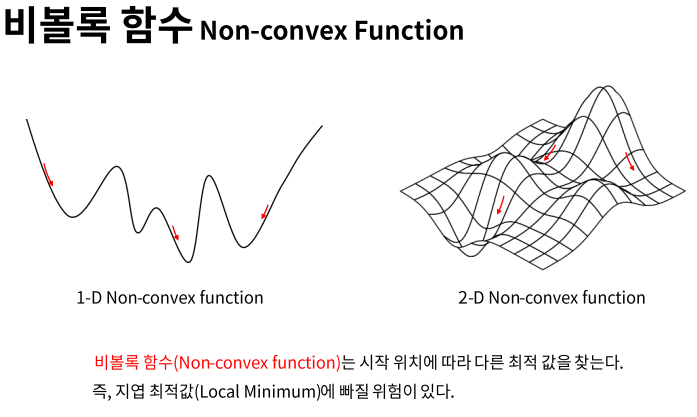 비볼록 함수 Non-convex Function
1-D Non-convex function
2-D Non-convex function
비볼록 함수(Non-convex function)는 시작 위치에 따라 다른 최적 값을 찾는다.
즉, 지엽 최적값(Local Minimum)에 빠질 위험이 있다.